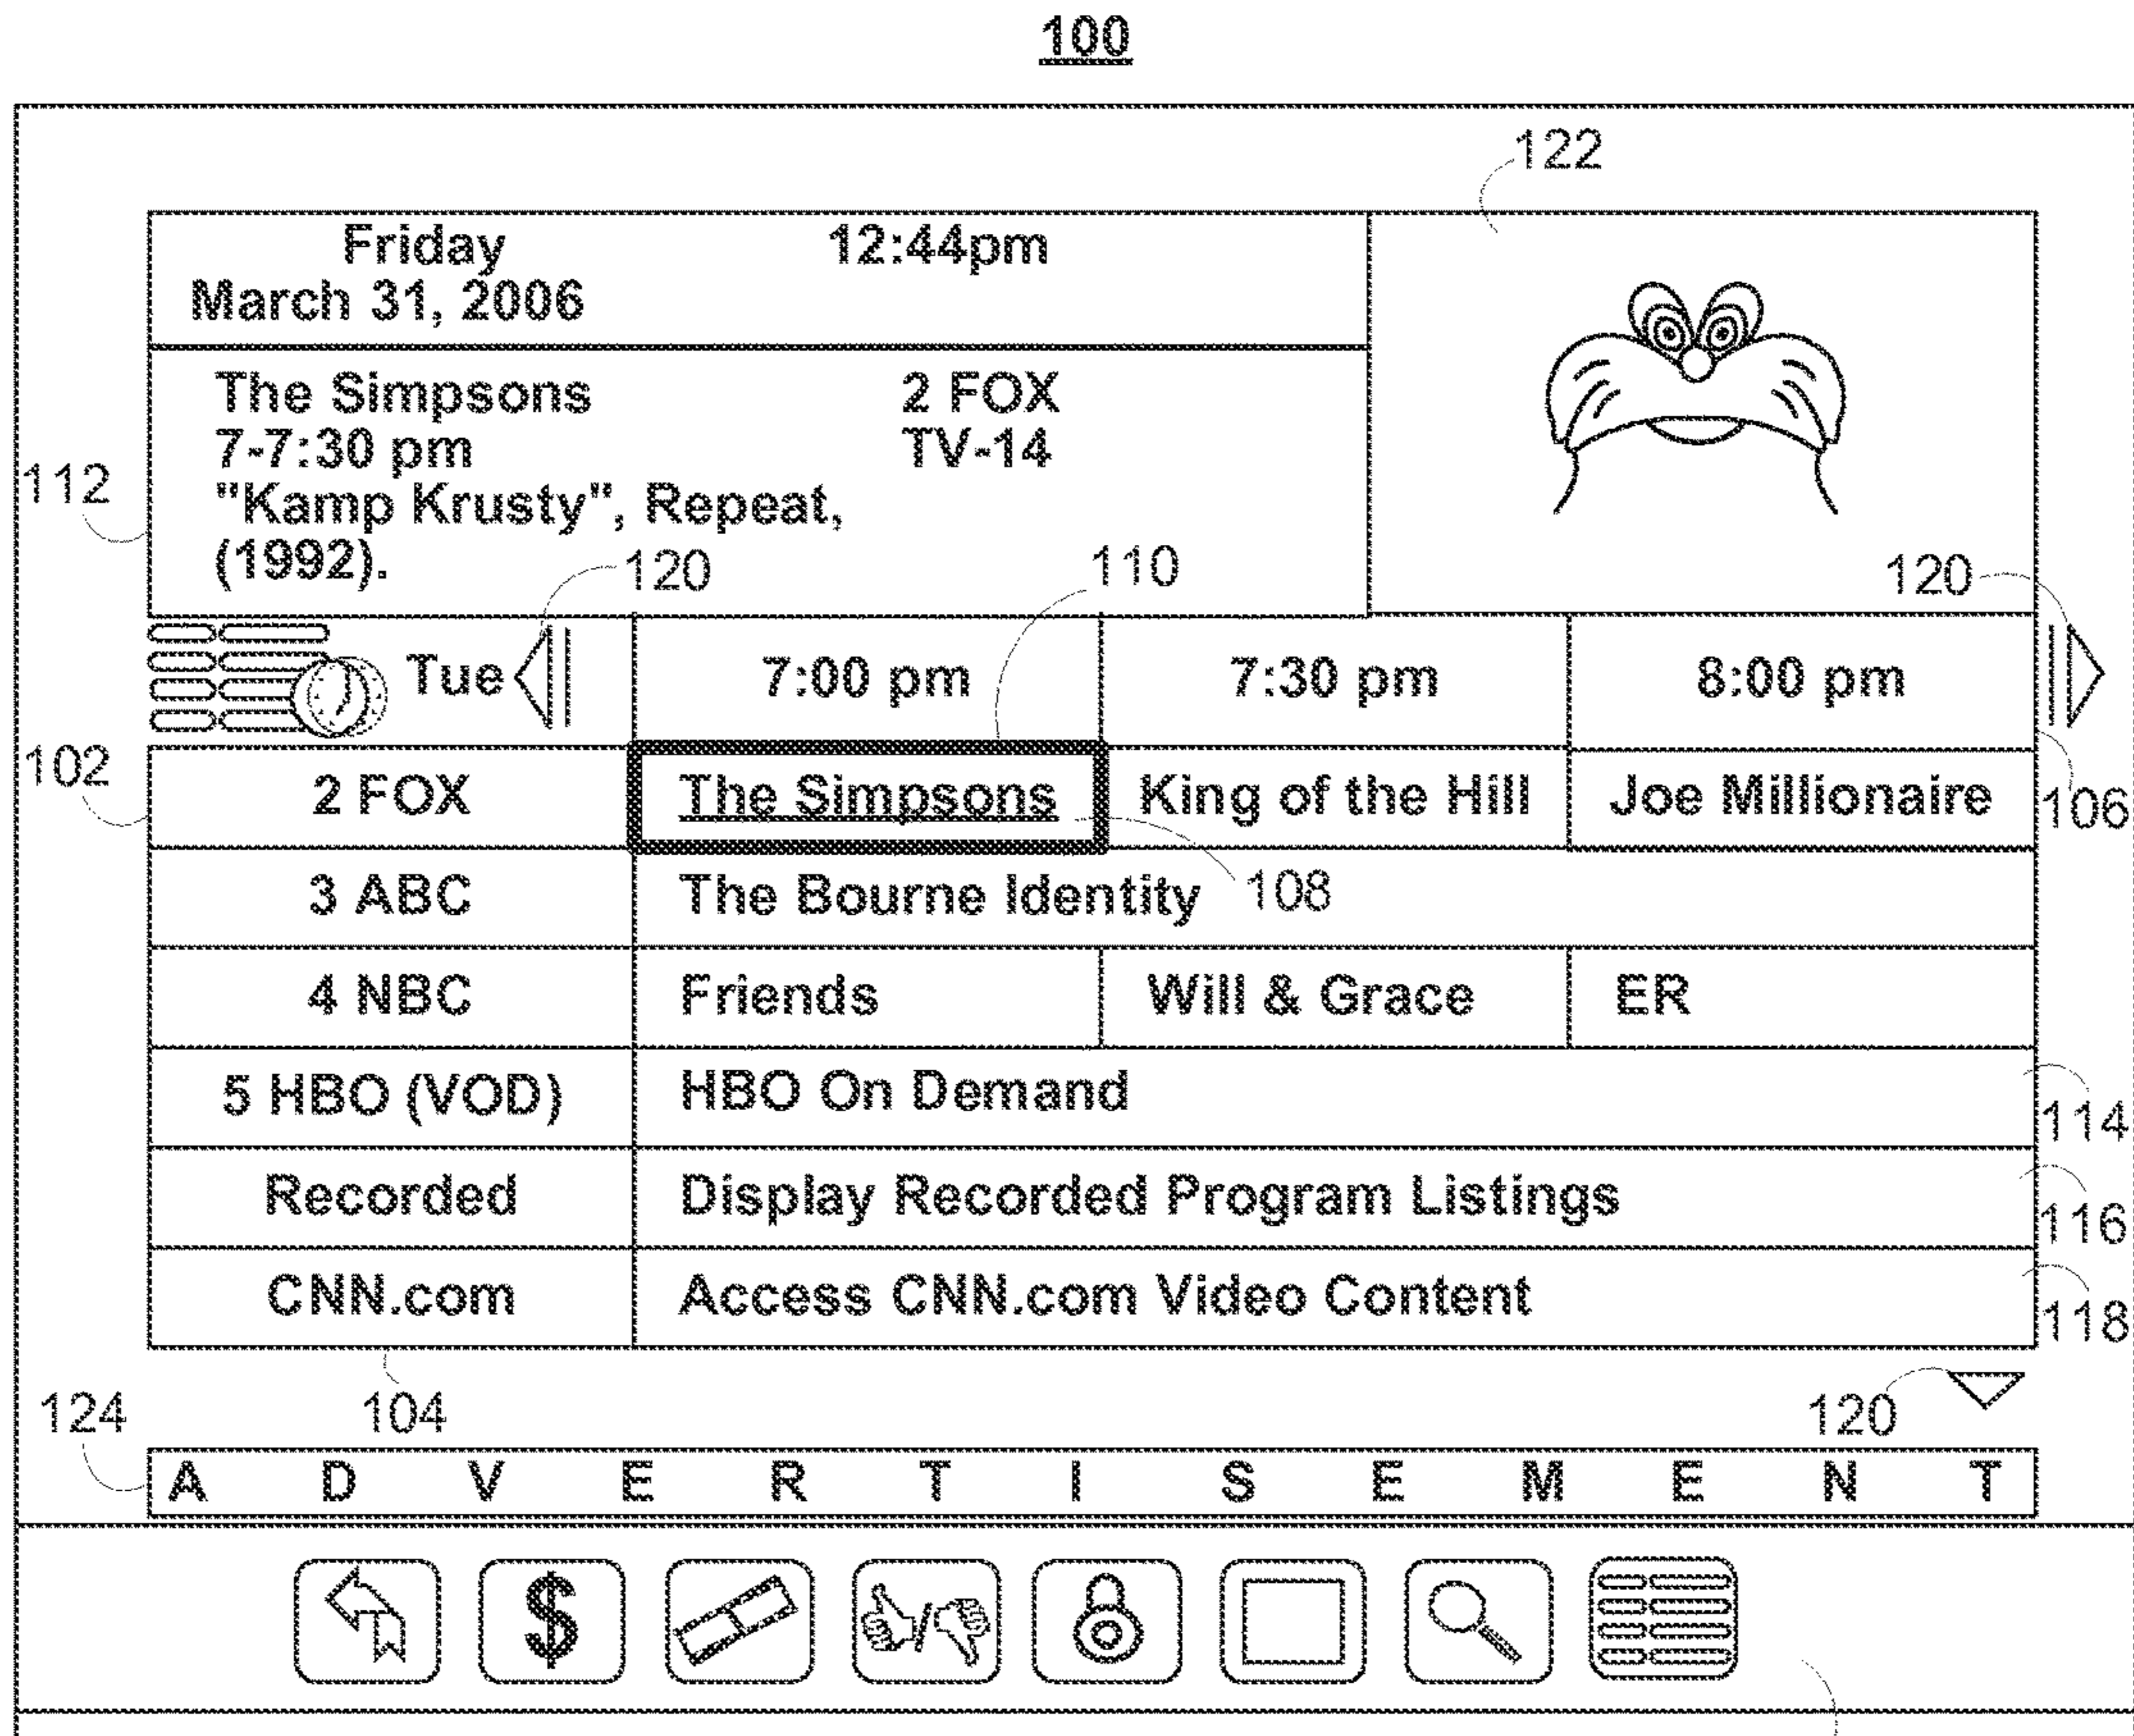 100
122
Friday 12:44pm
March 31, 2006
The Simpsons 2 FOX
7-7:30 pm TV-14
112
"Kamp Krusty", Repeat,
(1992).
120 110 120
Tue 7:00 pm 7:30 pm 8:00 pm
102
2 FOX The Simpsons King of the Hill Joe Millionaire
106
3 ABC The Bourne Identity 108
4 NBC Friends Will & Grace ER
5 HBO (VOD) HBO On Demand
114
Recorded Display Recorded Program Listings
116
CNN.com Access CNN.com Video Content
118
124 104 120
A D V E R T I S E M E N T
$
/